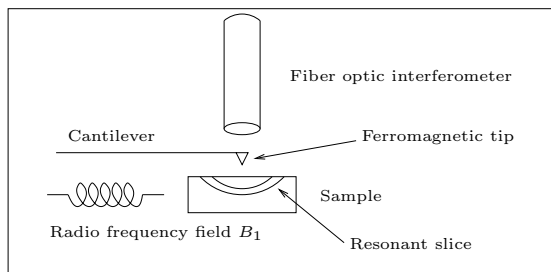 Fiber optic interferometer
Cantilever
Ferromagnetic tip
Sample
Radio frequency field B₁
Resonant slice